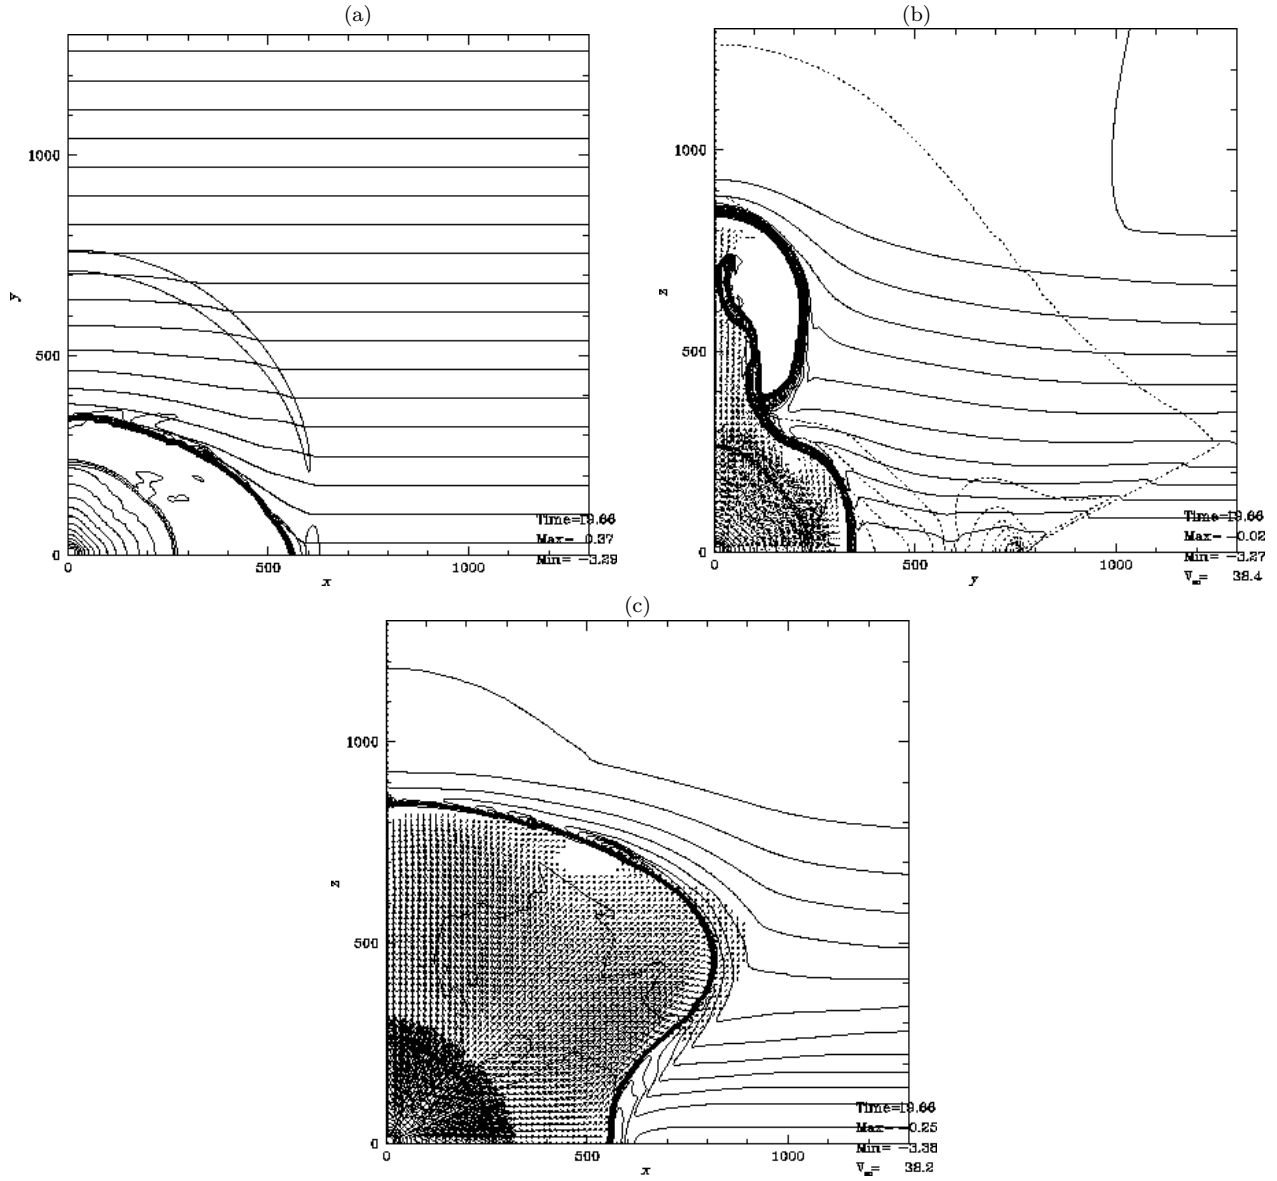 (a)
1000
500
0
y
0
500
1000
x
Time=19.66
Max= 0.37
Min= -3.29
(b)
1000
500
0
z
0
500
1000
y
Time=19.66
Max= -0.02
Min= -3.27
V∞= 38.4
(c)
1000
500
0
z
0
500
1000
x
Time=19.66
Max= -0.25
Min= -3.38
V∞= 38.2